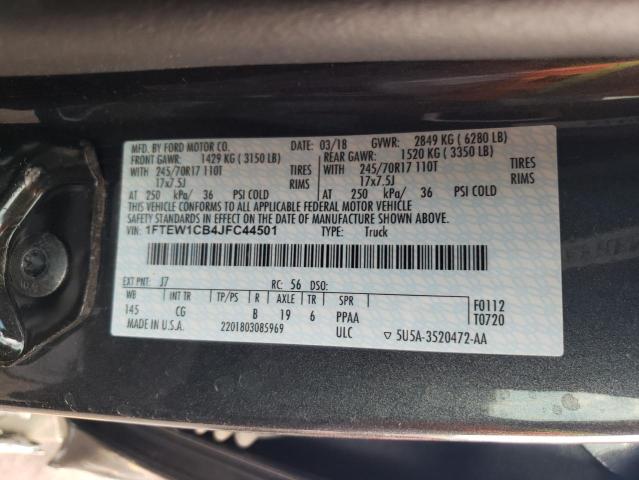 MFD. BY FORD MOTOR CO. 03/18 GVWR: 2849 KG ( 6280 LB)
FRONT GAWR: 1429 KG ( 3150 LB) REAR GAWR: 1520 KG ( 3350 LB)
WITH 245/70R17 110T TIRES WITH 245/70R17 110T TIRES
17x7.5J RIMS 17x7.5J RIMS
AT 250 kPa/ 36 PSI COLD AT 250 kPa/ 36 PSI COLD
THIS VEHICLE CONFORMS TO ALL APPLICABLE FEDERAL MOTOR VEHICLE
SAFETY STANDARDS IN EFFECT ON THE DATE OF MANUFACTURE SHOWN ABOVE.
VIN: 1FTEW1CB4JFC44501 TYPE: Truck
EXT PNT: J7 RC: 56 DSO:
WB INT TR TP/PS R AXLE TR SPR F0112
145 CG B 19 6 PPAA T0720
MADE IN U.S.A. 2201803085969 ULC ▽ 5U5A-3520472-AA